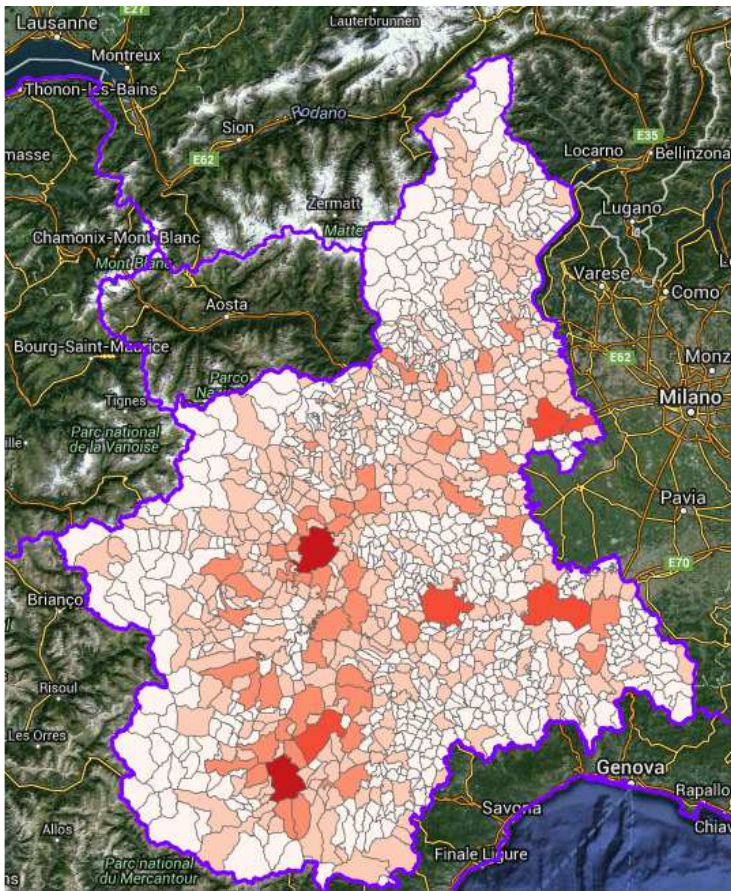 E27
Lauterbrunnen
Lausanne
Montreux
Thonon-les-Bains
Rodano
Sion
E35
masse
E62
Locarno
Bellinzona
Zermatt
Lugano
Matte
Chamonix-Mont Blanc
Mont Blanc
Varese
Como
Aosta
Bourg-Saint-Maurice
E62
Monz
Parco
Na
Tignes
Milano
Parc national
de la Vanoise
Pavia
E70
Brianço
Risoul
Les Orres
Genova
Rapallo
Savona
Chiav
Allos
Finale Ligure
Parc national
du Mercantour